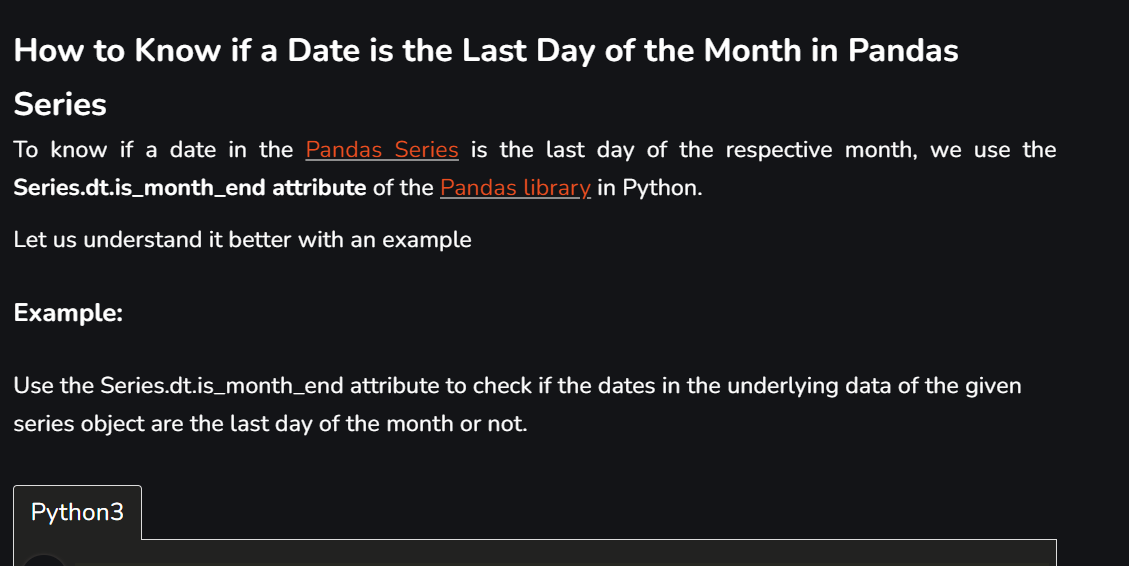 How to Know if a Date is the Last Day of the Month in Pandas
Series
To know if a date in the Pandas Series is the last day of the respective month, we use the
Series.dt.is_month_end attribute of the Pandas library in Python.
Let us understand it better with an example
Example:
Use the Series.dt.is_month_end attribute to check if the dates in the underlying data of the given
series object are the last day of the month or not.
Python3